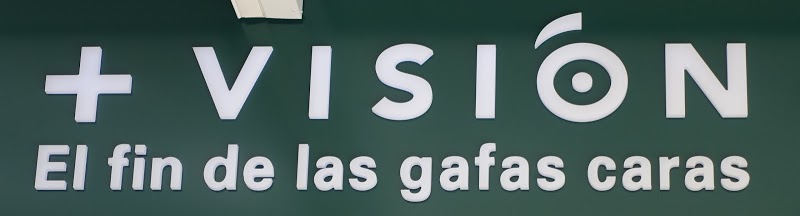 + VISIÓN
El fin de las gafas caras